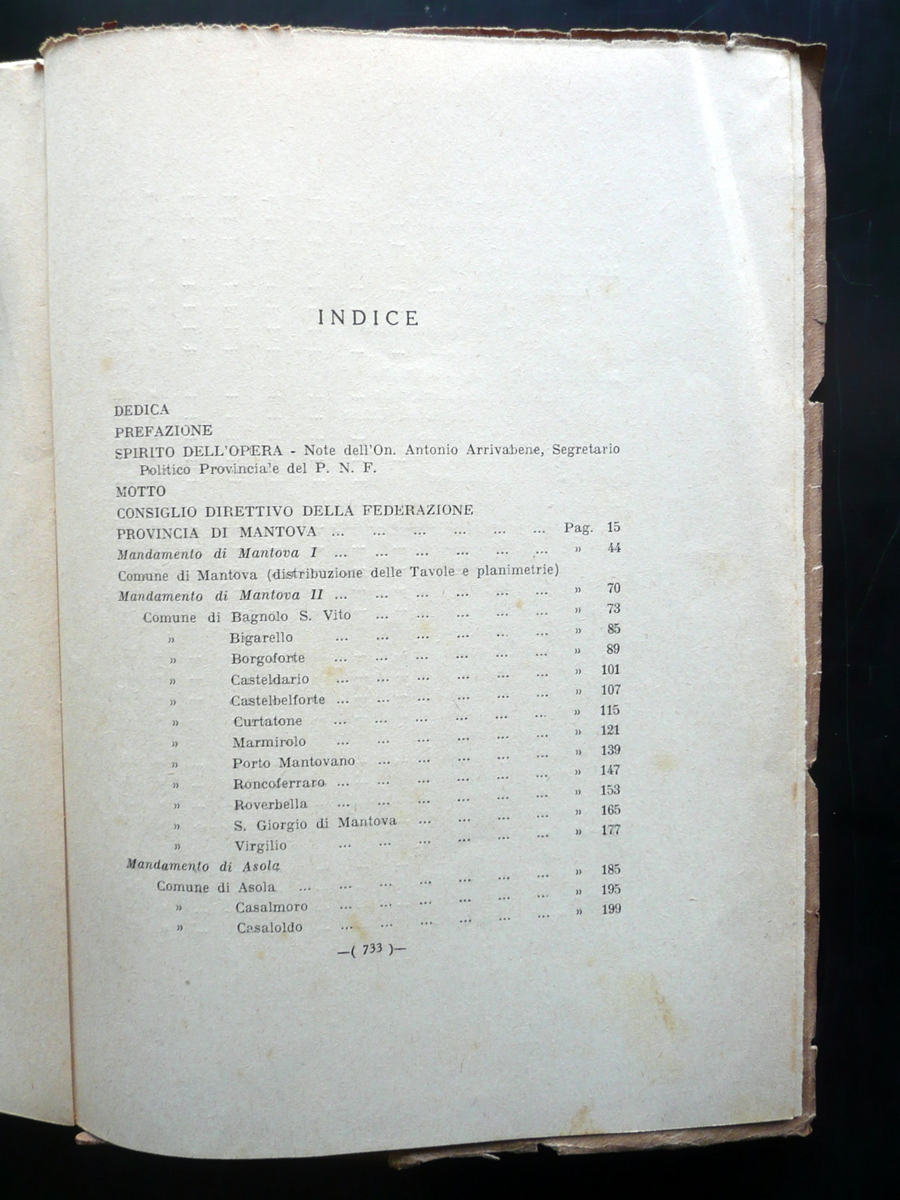 INDICE
DEDICA
PREFAZIONE
SPIRITO DELL'OPERA - Note dell'On. Antonio Arrivabene, Segretario
Politico Provinciale del P. N. F.
MOTTO
CONSIGLIO DIRETTIVO DELLA FEDERAZIONE
PROVINCIA DI MANTOVA ... ... ... ... ... ... Pag. 15
Mandamento di Mantova I ... ... ... ... ... ... » 44
Comune di Mantova (distribuzione delle Tavole e planimetrie)
Mandamento di Mantova II ... ... ... ... ... ... » 70
Comune di Bagnolo S. Vito ... ... ... ... ... » 73
» Bigarello ... ... ... ... ... ... » 85
» Borgoforte ... ... ... ... ... ... » 89
» Casteldario ... ... ... ... ... ... » 101
» Castelbelforte ... ... ... ... ... ... » 107
» Curtatone ... ... ... ... ... ... » 115
» Marmirolo ... ... ... ... ... ... » 121
» Porto Mantovano ... ... ... ... ... » 139
» Roncoferraro ... ... ... ... ... ... » 147
» Roverbella ... ... ... ... ... ... » 153
» S. Giorgio di Mantova ... ... ... ... » 165
» Virgilio ... ... ... ... ... ... » 177
Mandamento di Asola
Comune di Asola ... ... ... ... ... ... ... » 185
» Casalmoro ... ... ... ... ... ... » 195
» Casaloldo ... ... ... ... ... ... » 199
—( 733 )—